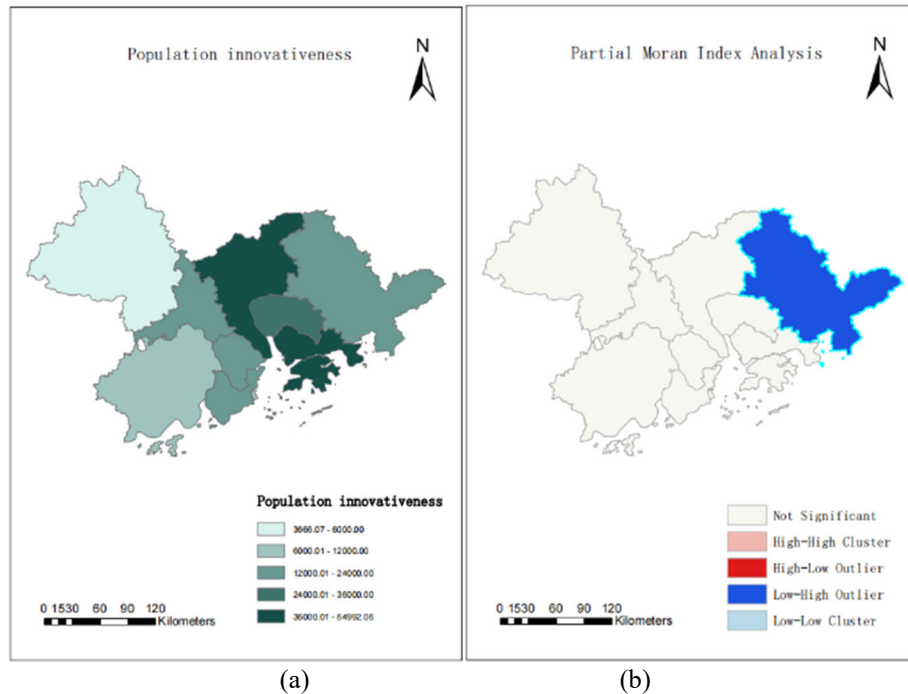 Population innovativeness
N
Population innovativeness
3666.07 - 6000.00
6000.01 - 12000.00
12000.01 - 24000.00
24000.01 - 36000.00
36000.01 - 64992.06
0 1530 60 90 120
Kilometers
(a)
Partial Moran Index Analysis
N
Not Significant
High-High Cluster
High-Low Outlier
Low-High Outlier
Low-Low Cluster
0 1530 60 90 120
Kilometers
(b)